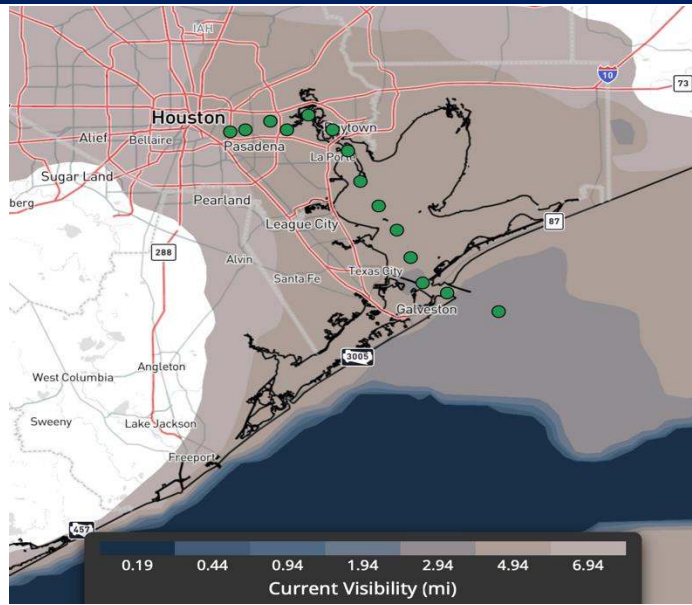 IAH
10
73
Houston
Baytown
Alief
Bellaire
Pasadena
La Porte
Sugar Land
berg
Pearland
League City
87
288
Alvin
Santa Fe
Texas City
Galveston
3005
West Columbia
Angleton
Sweeny
Lake Jackson
Freeport
457
0.19 0.44 0.94 1.94 2.94 4.94 6.94
Current Visibility (mi)